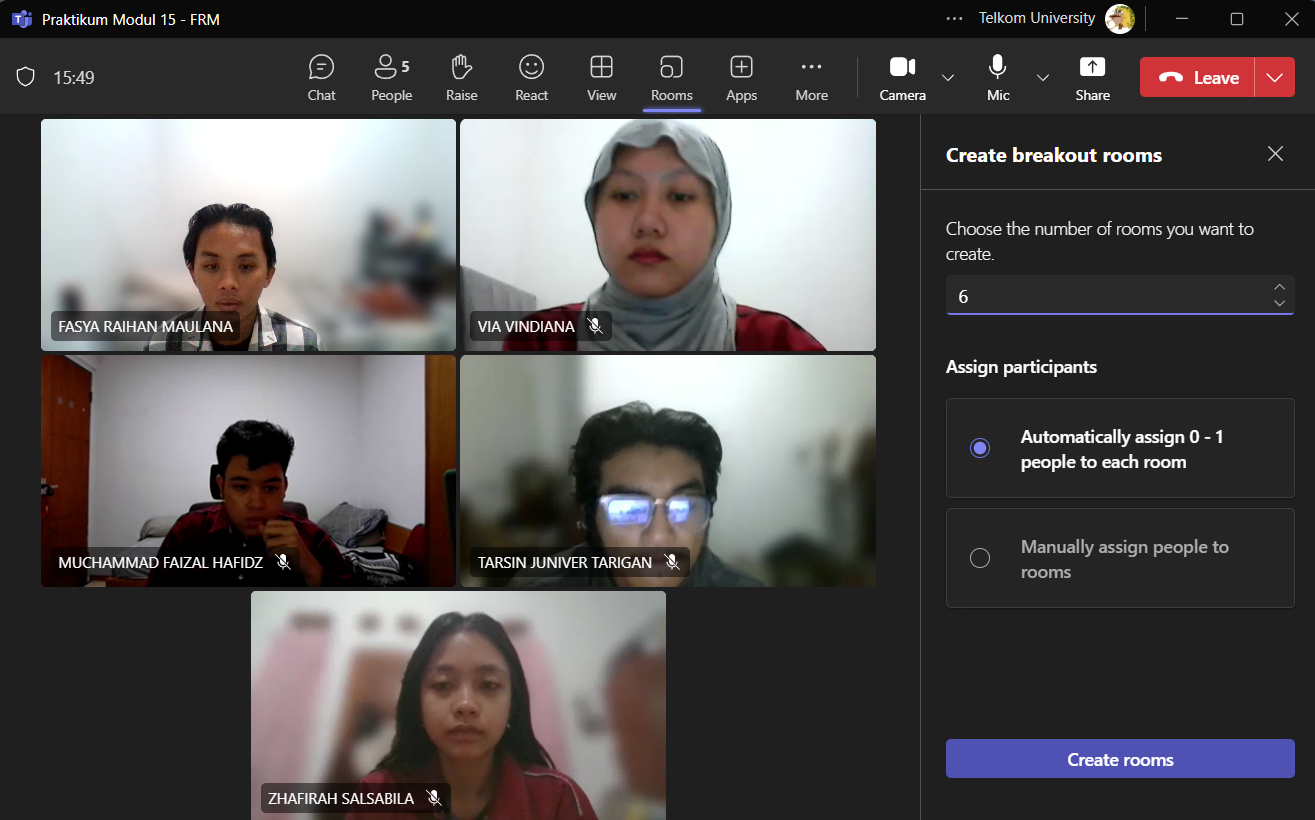 Praktikum Modul 15 - FRM
Telkom University
15:49
Chat
People
5
Raise
React
View
Rooms
Apps
More
Camera
Mic
Share
Leave
FASYA RAIHAN MAULANA
VIA VINDIANA
MUCHAMMAD FAIZAL HAFIDZ
TARSIN JUNIVER TARIGAN
ZHAFIRAH SALSABILA
Create breakout rooms
Choose the number of rooms you want to
create.
6
Assign participants
Automatically assign 0 - 1
people to each room
Manually assign people to
rooms
Create rooms